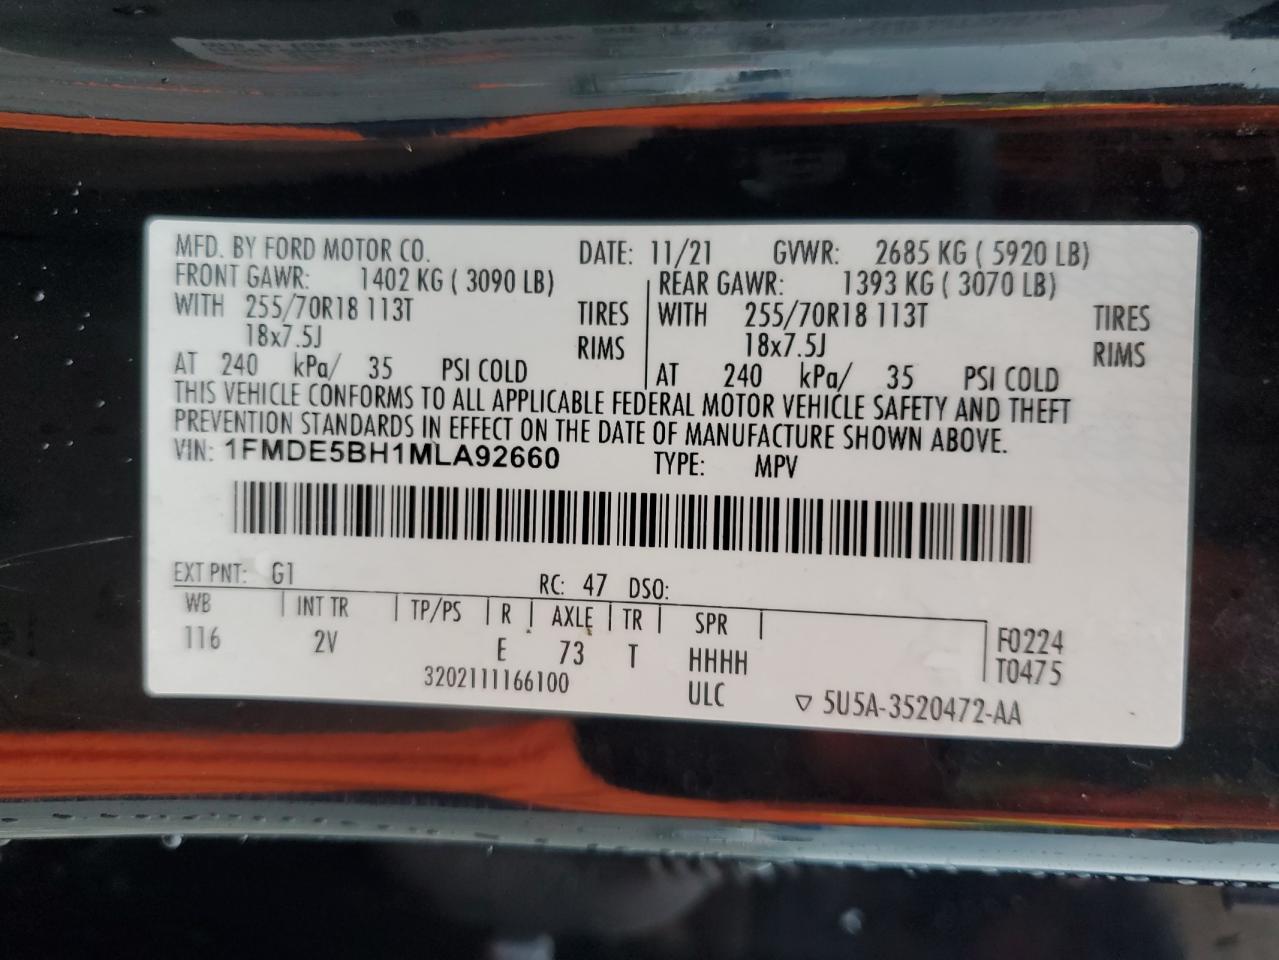 MFD. BY FORD MOTOR CO. DATE: 11/21 GVWR: 2685 KG ( 5920 LB)
FRONT GAWR: 1402 KG ( 3090 LB) REAR GAWR: 1393 KG ( 3070 LB)
WITH 255/70R18 113T TIRES WITH 255/70R18 113T TIRES
18x7.5J RIMS 18x7.5J RIMS
AT 240 kPa/ 35 PSI COLD AT 240 kPa/ 35 PSI COLD
THIS VEHICLE CONFORMS TO ALL APPLICABLE FEDERAL MOTOR VEHICLE SAFETY AND THEFT
PREVENTION STANDARDS IN EFFECT ON THE DATE OF MANUFACTURE SHOWN ABOVE.
VIN: 1FMDE5BH1MLA92660 TYPE: MPV
EXT PNT: G1 RC: 47 DSO:
WB INT TR TP/PS R AXLE TR SPR F0224
116 2V E 73 T HHHH T0475
3202111166100 ULC ▽ 5U5A-3520472-AA